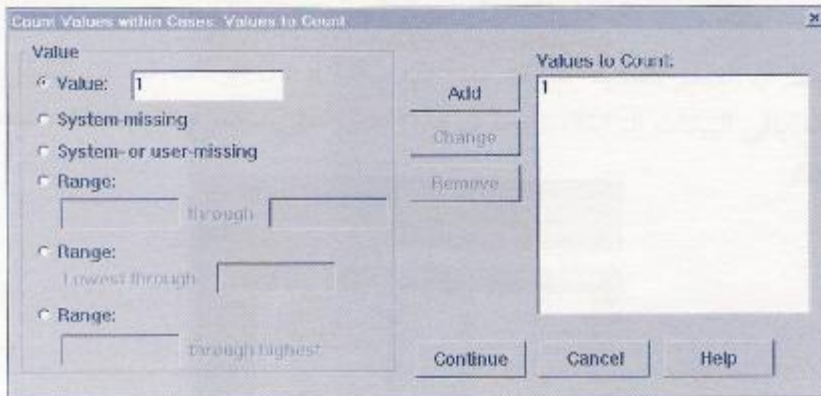 Count Values within Cases: Values to Count
Value
Value: 1
System-missing
System- or user-missing
Range:
through
Range:
Lowest through
Range:
through highest
Add
Change
Remove
Values to Count:
1
Continue Cancel Help